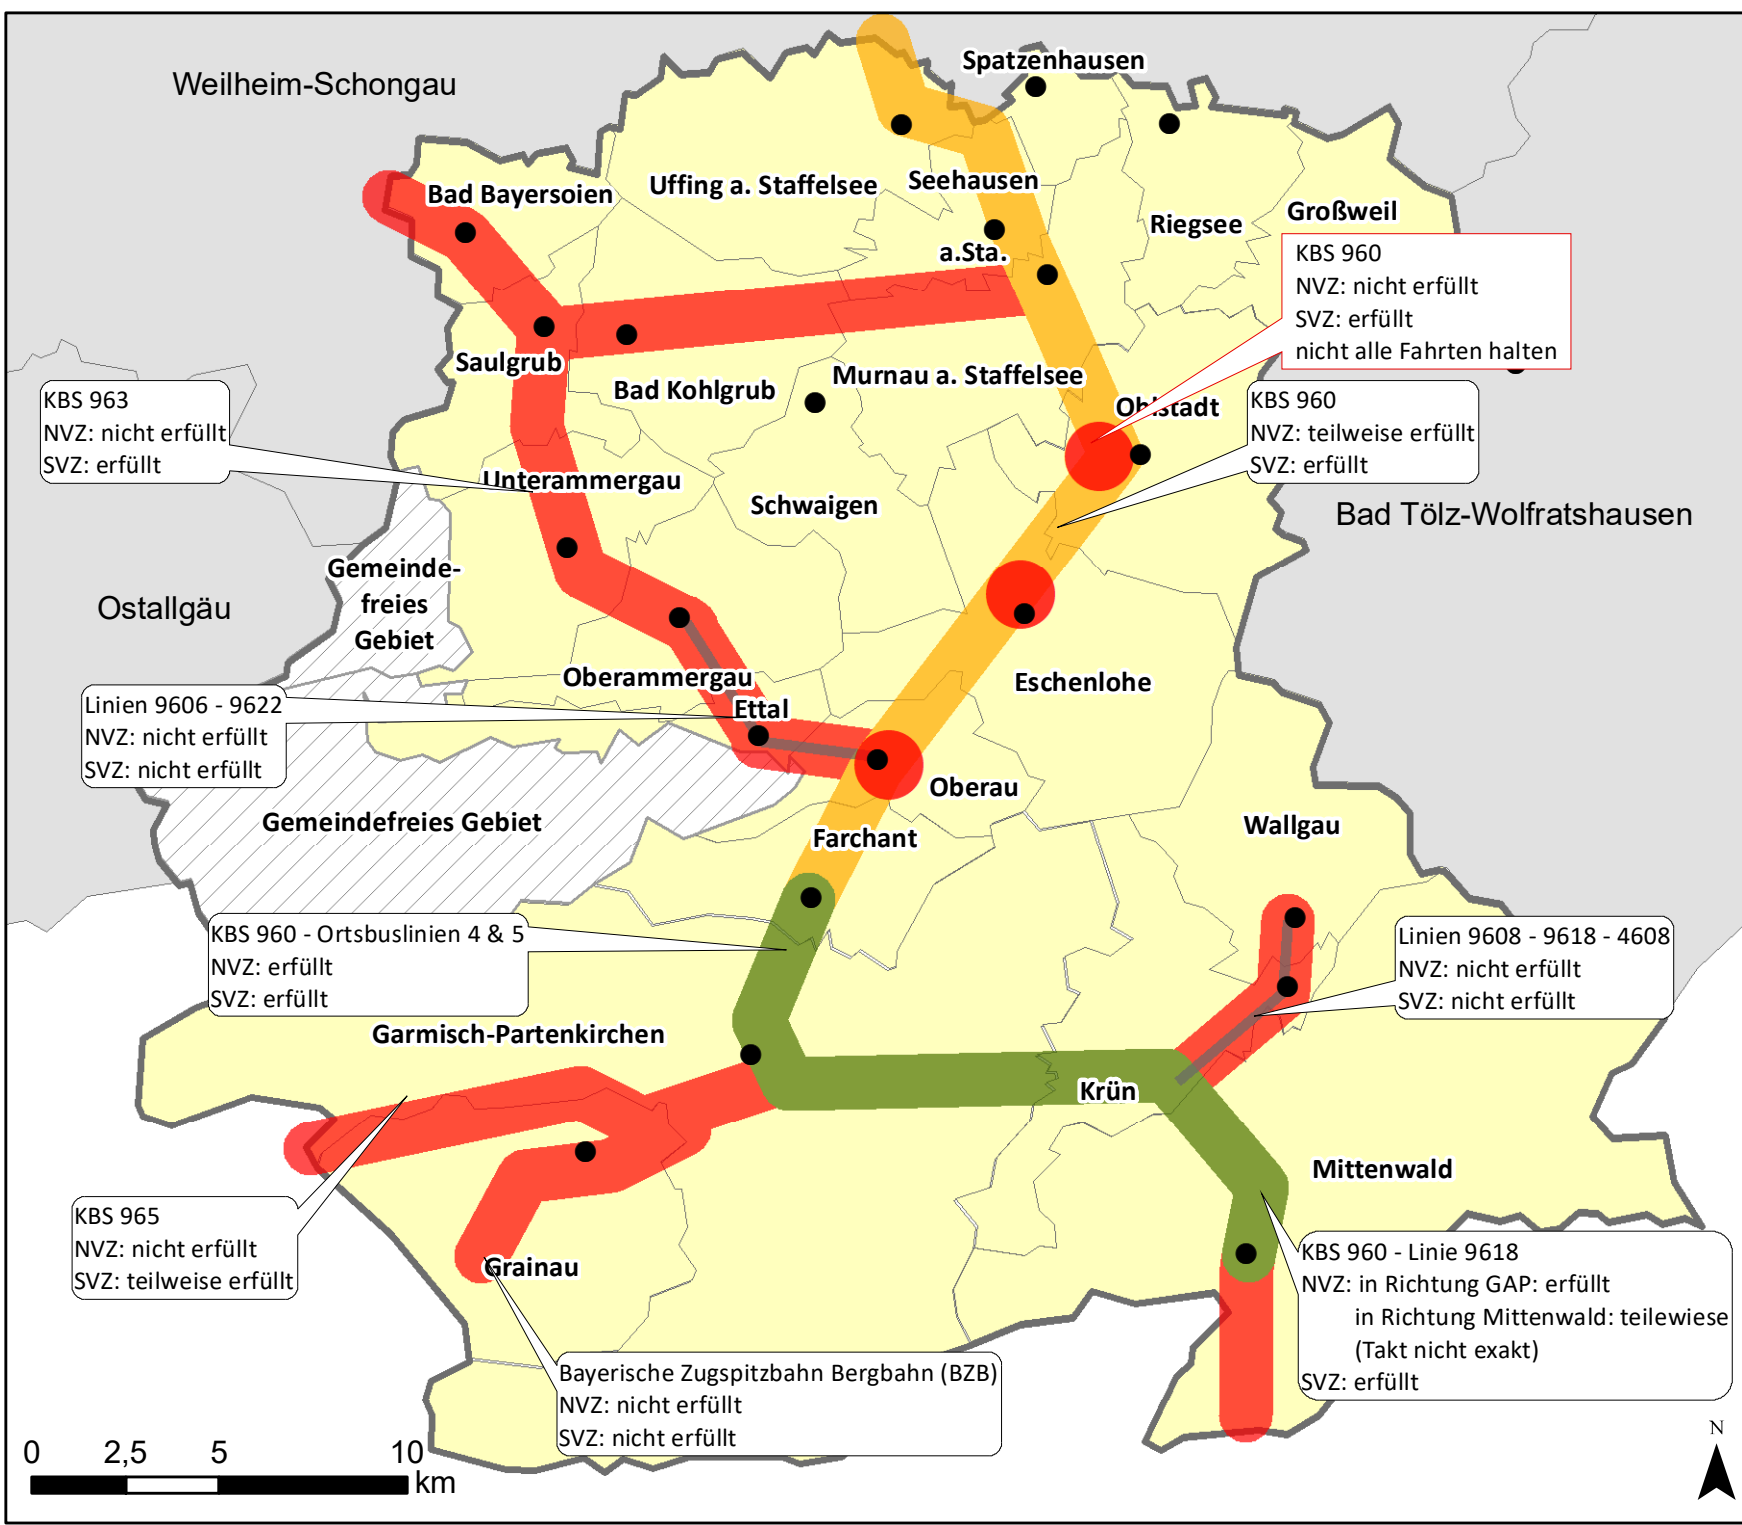 Spatzenhausen
Weilheim-Schongau
Uffing a. Staffelsee
Seehausen
a.Sta.
Bad Bayersoien
Riegsee
Großweil
KBS 960
NVZ: nicht erfüllt
SVZ: erfüllt
nicht alle Fahrten halten
Saulgrub
Bad Kohlgrub
Murnau a. Staffelsee
Ohlstadt
KBS 963
NVZ: nicht erfüllt
SVZ: erfüllt
KBS 960
NVZ: teilweise erfüllt
SVZ: erfüllt
Unterammergau
Schwaigen
Bad Tölz-Wolfratshausen
Gemeinde-
freies
Gebiet
Ostallgäu
Oberammergau
Ettal
Eschenlohe
Linien 9606 - 9622
NVZ: nicht erfüllt
SVZ: nicht erfüllt
Oberau
Gemeindefreies Gebiet
Farchant
Wallgau
KBS 960 - Ortsbuslinien 4 & 5
NVZ: erfüllt
SVZ: erfüllt
Linien 9608 - 9618 - 4608
NVZ: nicht erfüllt
SVZ: nicht erfüllt
Garmisch-Partenkirchen
Krün
Mittenwald
KBS 965
NVZ: nicht erfüllt
SVZ: teilweise erfüllt
Grainau
KBS 960 - Linie 9618
NVZ: in Richtung GAP: erfüllt
in Richtung Mittenwald: teilewiese
(Takt nicht exakt)
SVZ: erfüllt
Bayerische Zugspitzbahn Bergbahn (BZB)
NVZ: nicht erfüllt
SVZ: nicht erfüllt
0 2,5 5 10
km
N